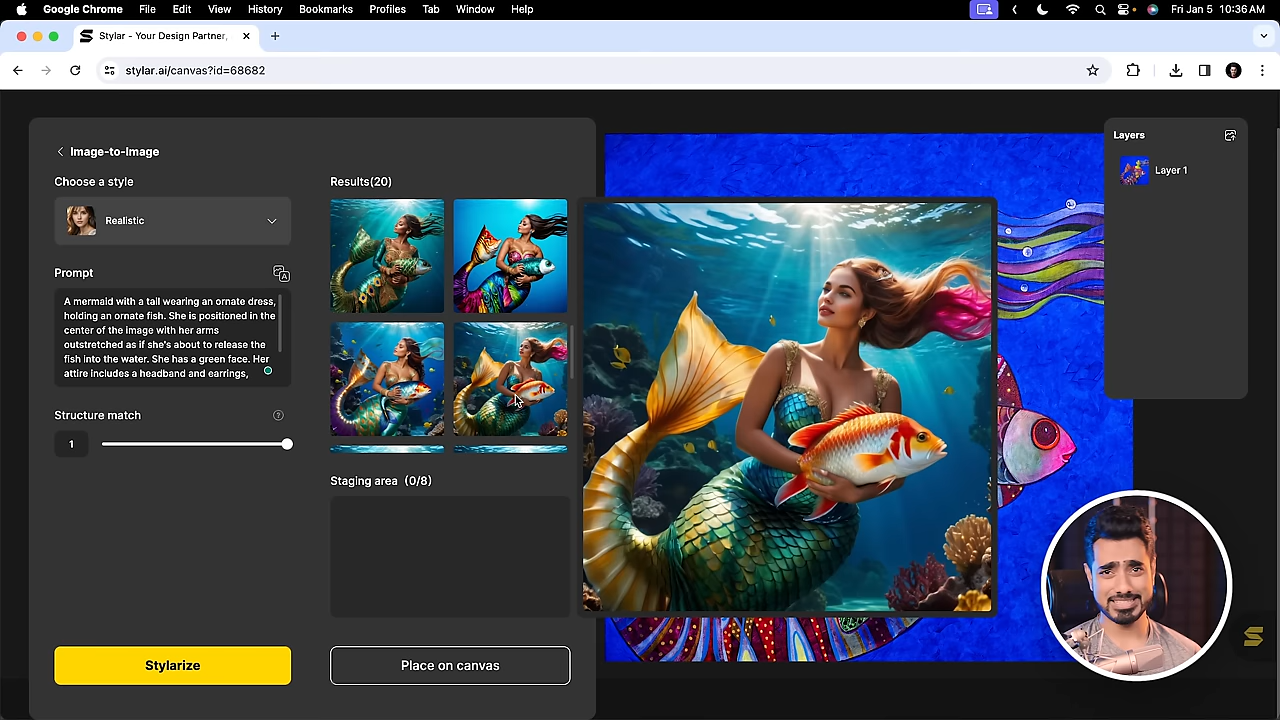 Google Chrome File Edit View History Bookmarks Profiles Tab Window Help Fri Jan 5 10:36 AM
Stylar - Your Design Partner,
stylar.ai/canvas?id=68682
Image-to-Image
Choose a style
Realistic
Prompt
A mermaid with a tail wearing an ornate dress,
holding an ornate fish. She is positioned in the
center of the image with her arms
outstretched as if she's about to release the
fish into the water. She has a green face. Her
attire includes a headband and earrings,
Structure match
1
Stylarize
Results(20)
Staging area (0/8)
Place on canvas
Layers
Layer 1